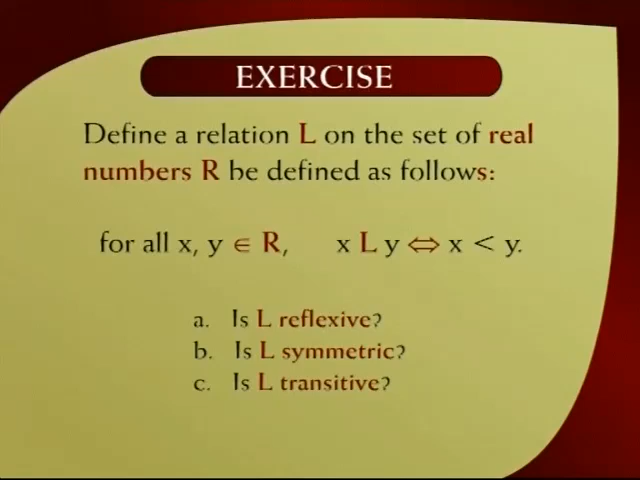 EXERCISE
Define a relation L on the set of real
numbers R be defined as follows:
for all x, y ∈ R, x L y ⇔ x < y.
a. Is L reflexive?
b. Is L symmetric?
c. Is L transitive?